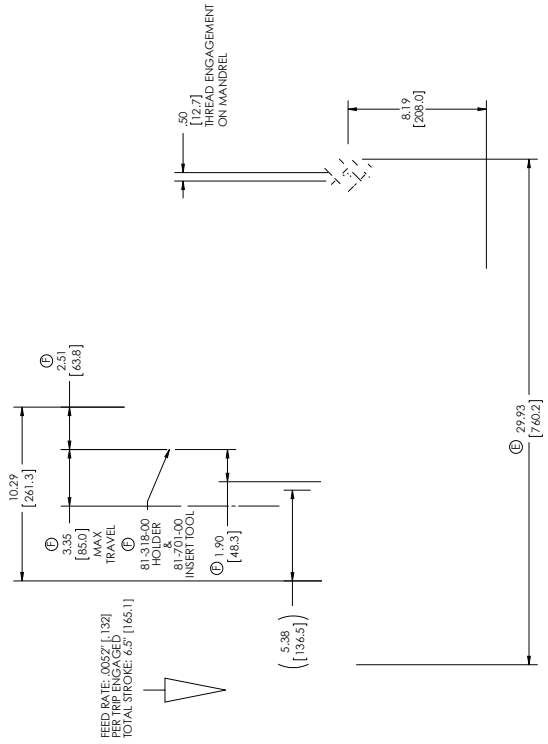 .50
[12.7]
THREAD ENGAGEMENT
ON MANDREL
8.19
[208.0]
Ⓕ
2.51
[63.8]
10.29
[261.3]
Ⓕ
3.35
[85.0]
MAX
TRAVEL
Ⓕ
81-318-00
HOLDER
&
81-701-00
INSERT TOOL
Ⓕ 1.90
[48.3]
Ⓔ 29.93
[760.2]
(5.38
[136.5])
FEED RATE: .0052" [.132]
PER TRIP ENGAGED
TOTAL STROKE: 6.5" [165.1]